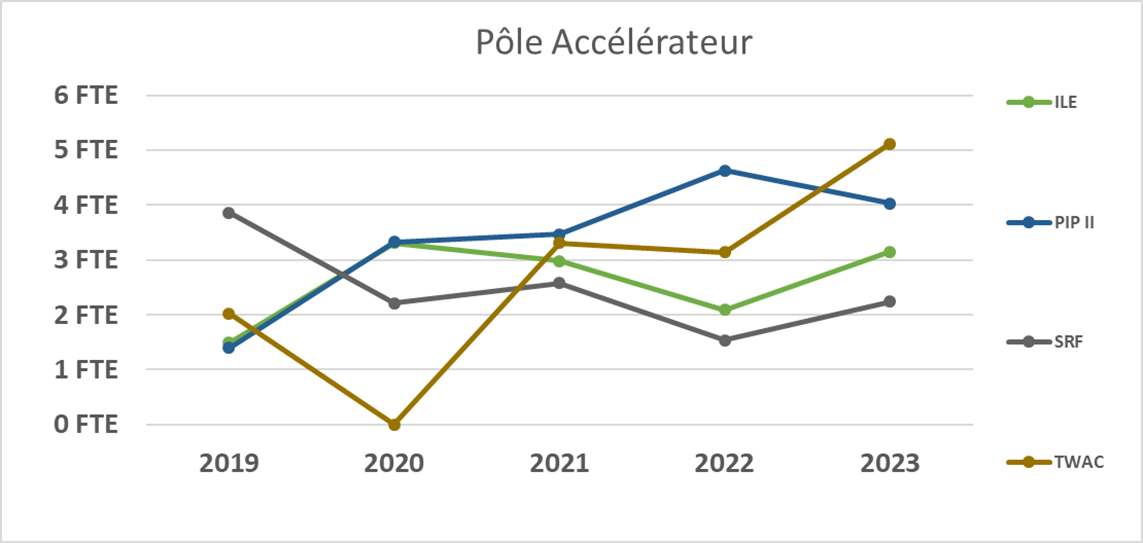 Pôle Accélérateur
6 FTE
5 FTE
4 FTE
3 FTE
2 FTE
1 FTE
0 FTE
2019 2020 2021 2022 2023
ILE
PIP II
SRF
TWAC